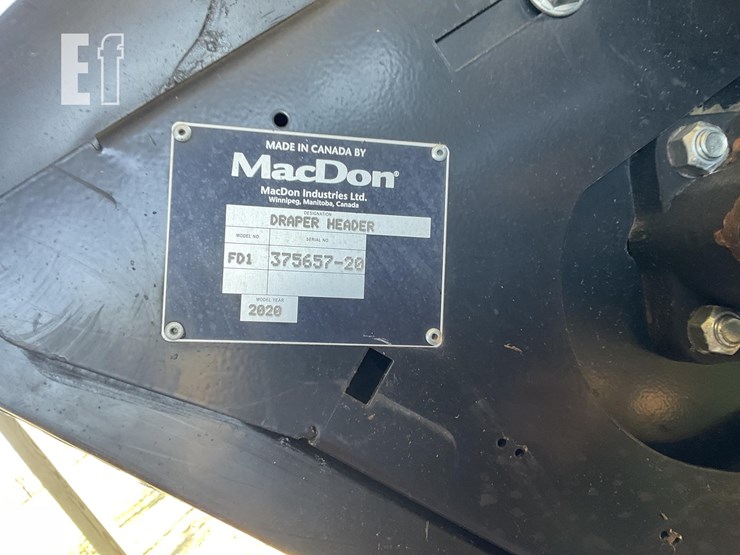 Ef
MADE IN CANADA BY
MacDon®
MacDon Industries Ltd.
Winnipeg, Manitoba, Canada
DESIGNATION
DRAPER HEADER
MODEL NO. SERIAL NO.
FD1 375657-20
MODEL YEAR
2020